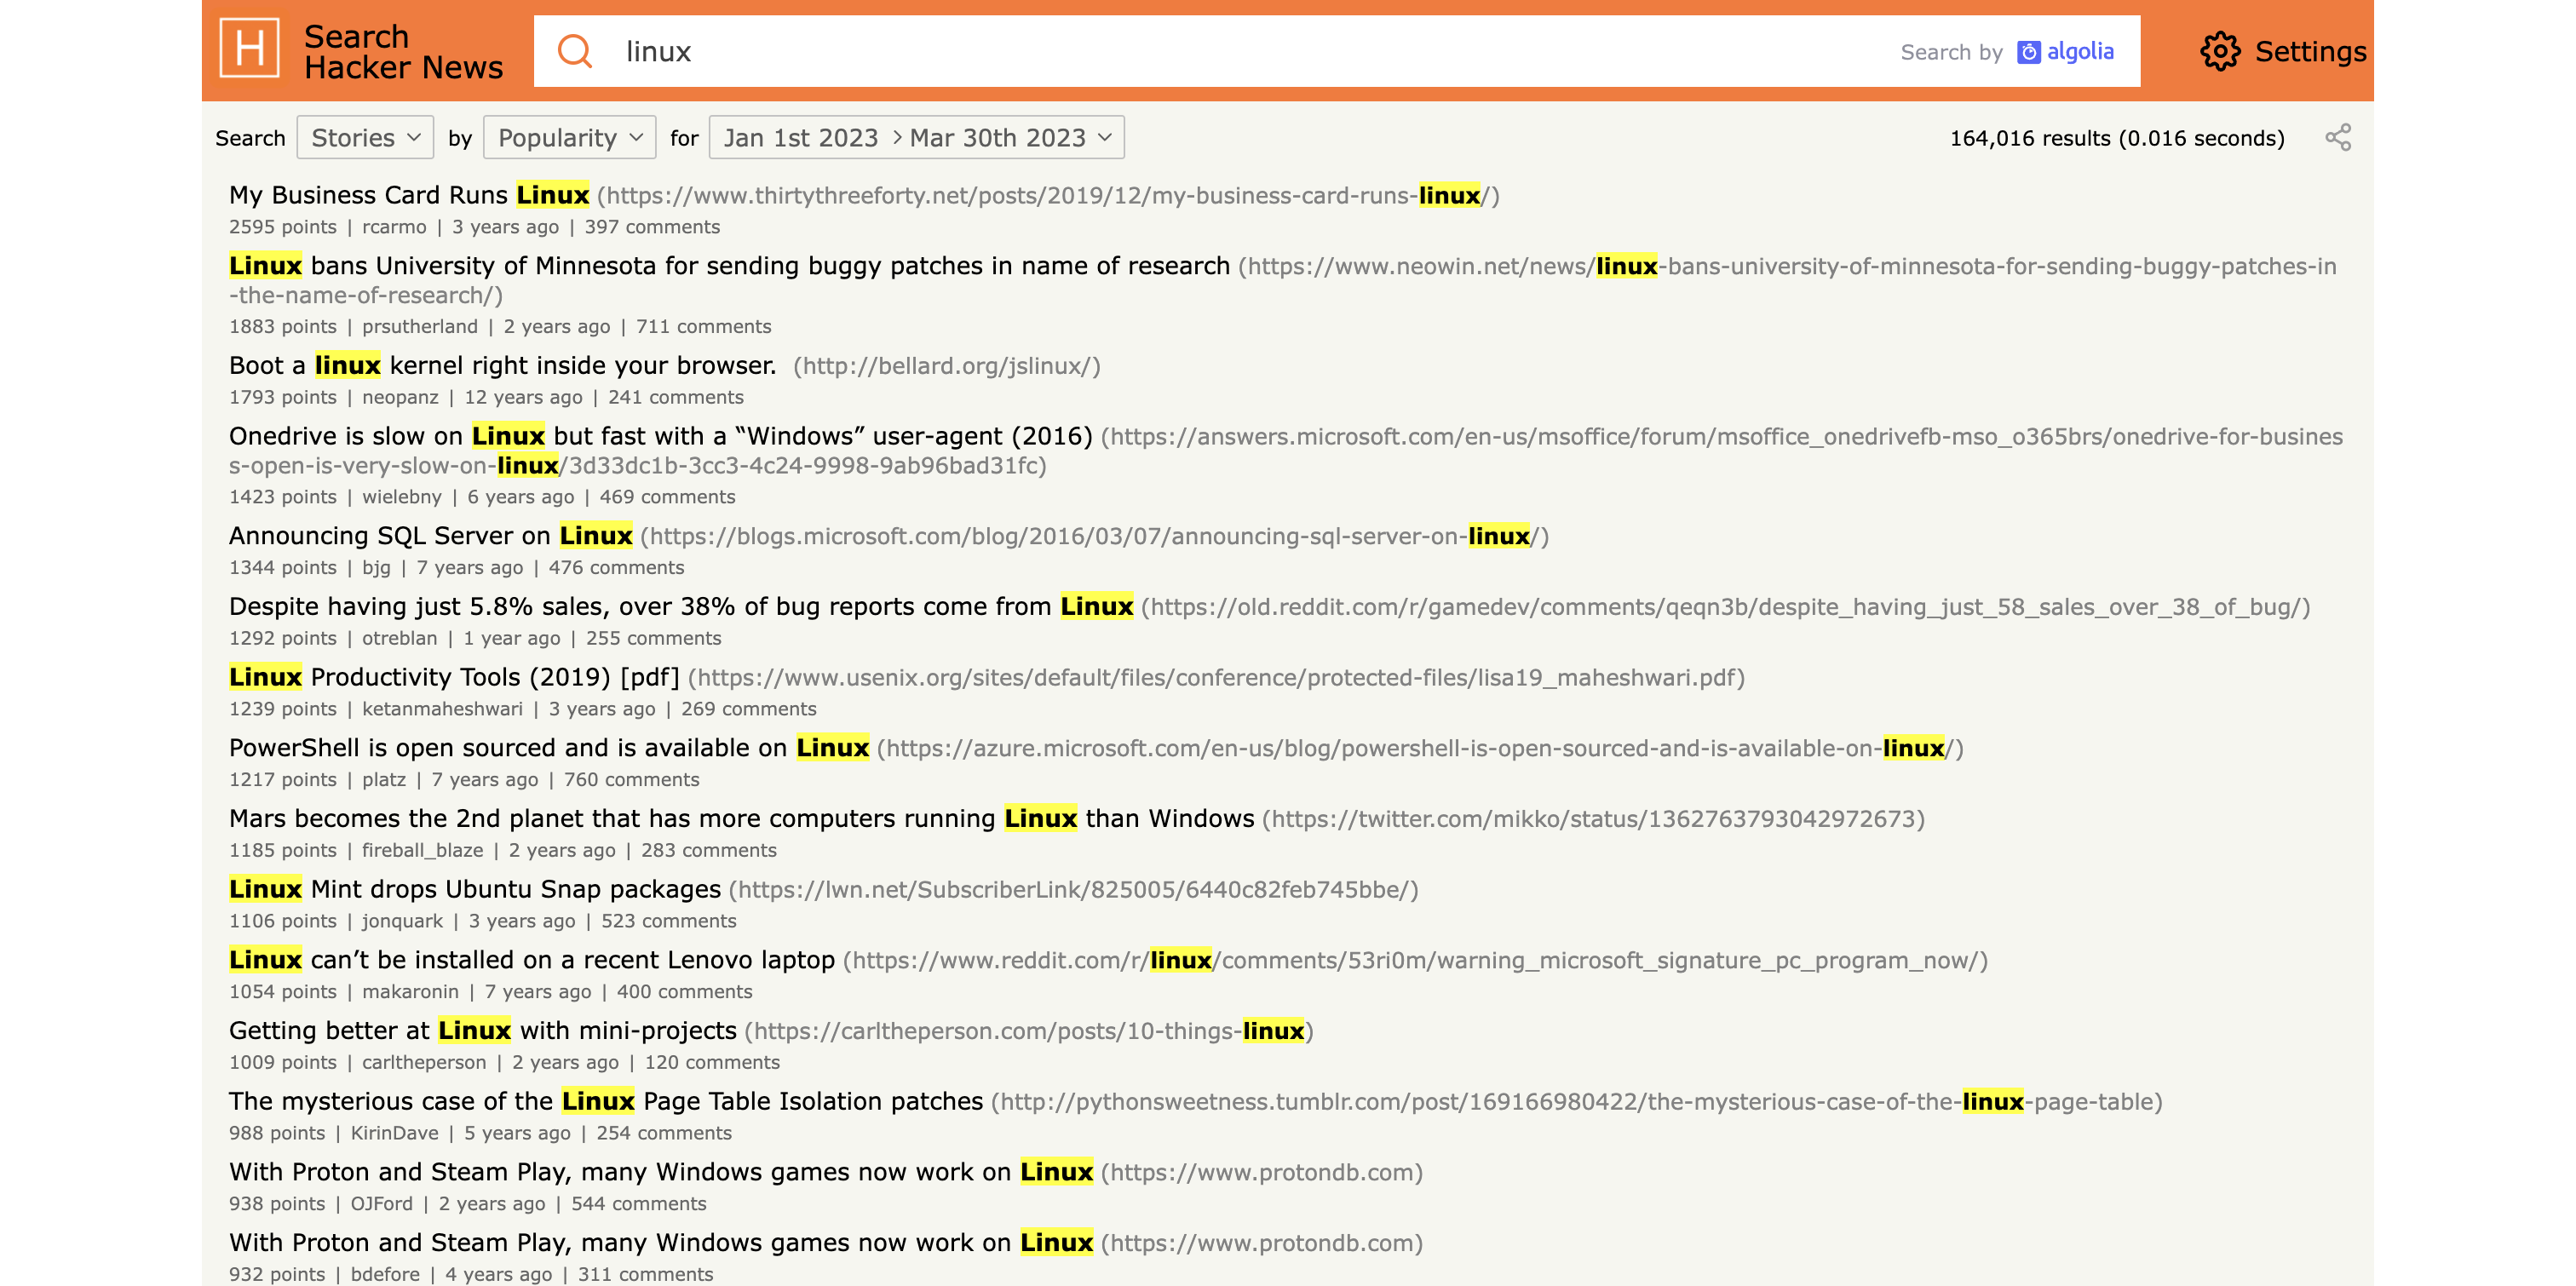 H
Search
Hacker News
linux
Search by algolia
Settings
Search Stories by Popularity for Jan 1st 2023 > Mar 30th 2023
164,016 results (0.016 seconds)
My Business Card Runs Linux (https://www.thirtythreeforty.net/posts/2019/12/my-business-card-runs-linux/)
2595 points | rcarmo | 3 years ago | 397 comments
Linux bans University of Minnesota for sending buggy patches in name of research (https://www.neowin.net/news/linux-bans-university-of-minnesota-for-sending-buggy-patches-in
-the-name-of-research/)
1883 points | prsutherland | 2 years ago | 711 comments
Boot a linux kernel right inside your browser. (http://bellard.org/jslinux/)
1793 points | neopanz | 12 years ago | 241 comments
Onedrive is slow on Linux but fast with a “Windows” user-agent (2016) (https://answers.microsoft.com/en-us/msoffice/forum/msoffice_onedrivefb-mso_o365brs/onedrive-for-busines
s-open-is-very-slow-on-linux/3d33dc1b-3cc3-4c24-9998-9ab96bad31fc)
1423 points | wielebny | 6 years ago | 469 comments
Announcing SQL Server on Linux (https://blogs.microsoft.com/blog/2016/03/07/announcing-sql-server-on-linux/)
1344 points | bjg | 7 years ago | 476 comments
Despite having just 5.8% sales, over 38% of bug reports come from Linux (https://old.reddit.com/r/gamedev/comments/qeqn3b/despite_having_just_58_sales_over_38_of_bug/)
1292 points | otreblan | 1 year ago | 255 comments
Linux Productivity Tools (2019) [pdf] (https://www.usenix.org/sites/default/files/conference/protected-files/lisa19_maheshwari.pdf)
1239 points | ketanmaheshwari | 3 years ago | 269 comments
PowerShell is open sourced and is available on Linux (https://azure.microsoft.com/en-us/blog/powershell-is-open-sourced-and-is-available-on-linux/)
1217 points | platz | 7 years ago | 760 comments
Mars becomes the 2nd planet that has more computers running Linux than Windows (https://twitter.com/mikko/status/1362763793042972673)
1185 points | fireball_blaze | 2 years ago | 283 comments
Linux Mint drops Ubuntu Snap packages (https://lwn.net/SubscriberLink/825005/6440c82feb745bbe/)
1106 points | jonquark | 3 years ago | 523 comments
Linux can’t be installed on a recent Lenovo laptop (https://www.reddit.com/r/linux/comments/53ri0m/warning_microsoft_signature_pc_program_now/)
1054 points | makaronin | 7 years ago | 400 comments
Getting better at Linux with mini-projects (https://carltheperson.com/posts/10-things-linux)
1009 points | carltheperson | 2 years ago | 120 comments
The mysterious case of the Linux Page Table Isolation patches (http://pythonsweetness.tumblr.com/post/169166980422/the-mysterious-case-of-the-linux-page-table)
988 points | KirinDave | 5 years ago | 254 comments
With Proton and Steam Play, many Windows games now work on Linux (https://www.protondb.com)
938 points | OJFord | 2 years ago | 544 comments
With Proton and Steam Play, many Windows games now work on Linux (https://www.protondb.com)
932 points | bdefore | 4 years ago | 311 comments